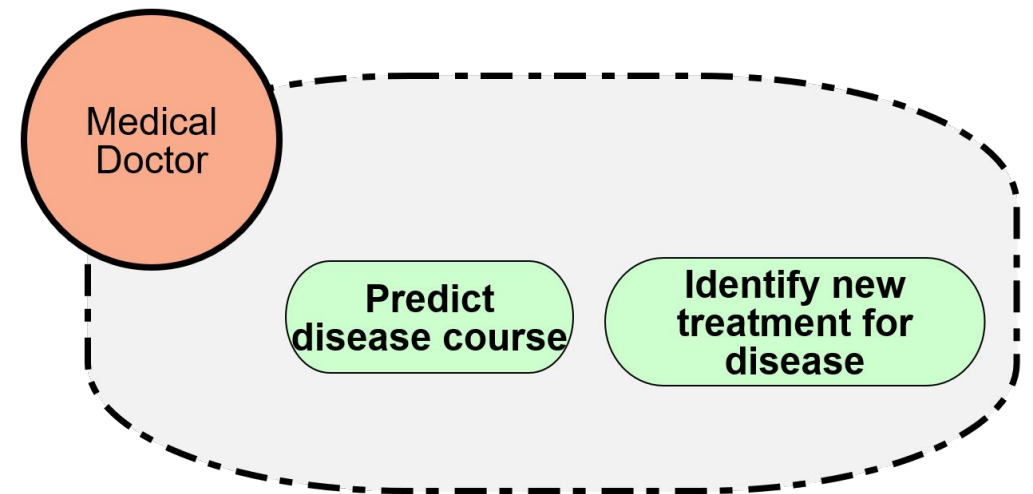 Medical
Doctor
Predict
disease course
Identify new
treatment for
disease